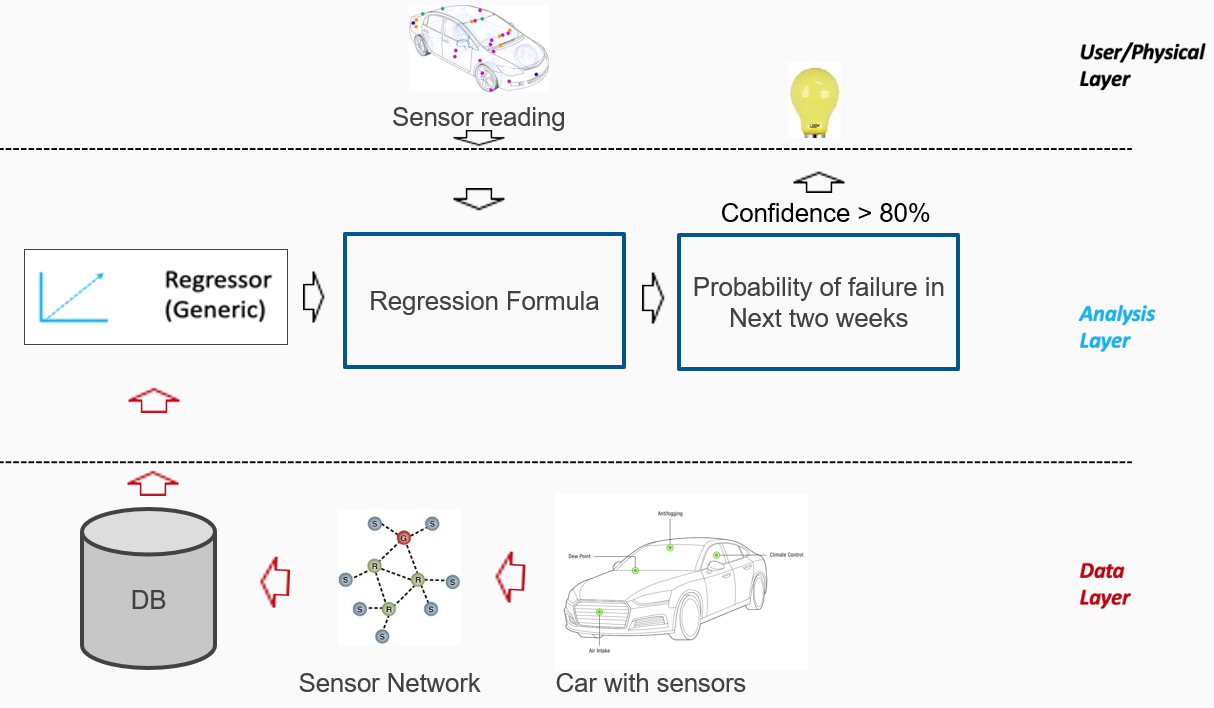 User/Physical
Layer
Sensor reading
Confidence > 80%
Regressor
(Generic)
Regression Formula
Probability of failure in
Next two weeks
Analysis
Layer
DB
S
S
G
R
S
R
S
S
R
S
S
Sensor Network
Antifogging
Dew Point
Climate Control
Air Intake
Car with sensors
Data
Layer